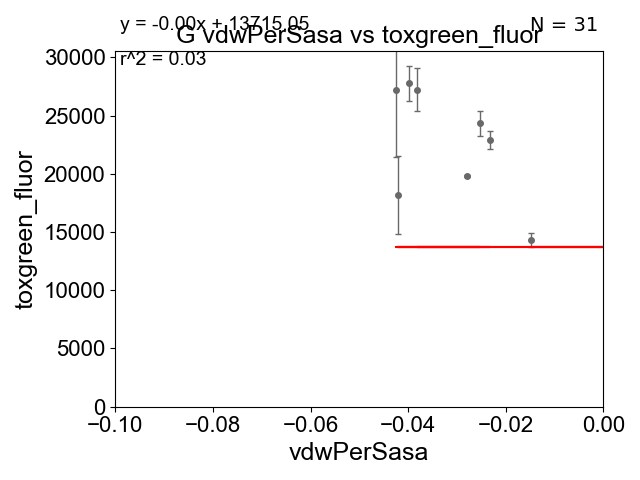 y = -0.00x + 13715.05
N = 31
G vdwPerSasa vs toxgreen_fluor
r^2 = 0.03
30000
25000
20000
15000
10000
5000
0
toxgreen_fluor
−0.10 −0.08 −0.06 −0.04 −0.02 0.00
vdwPerSasa